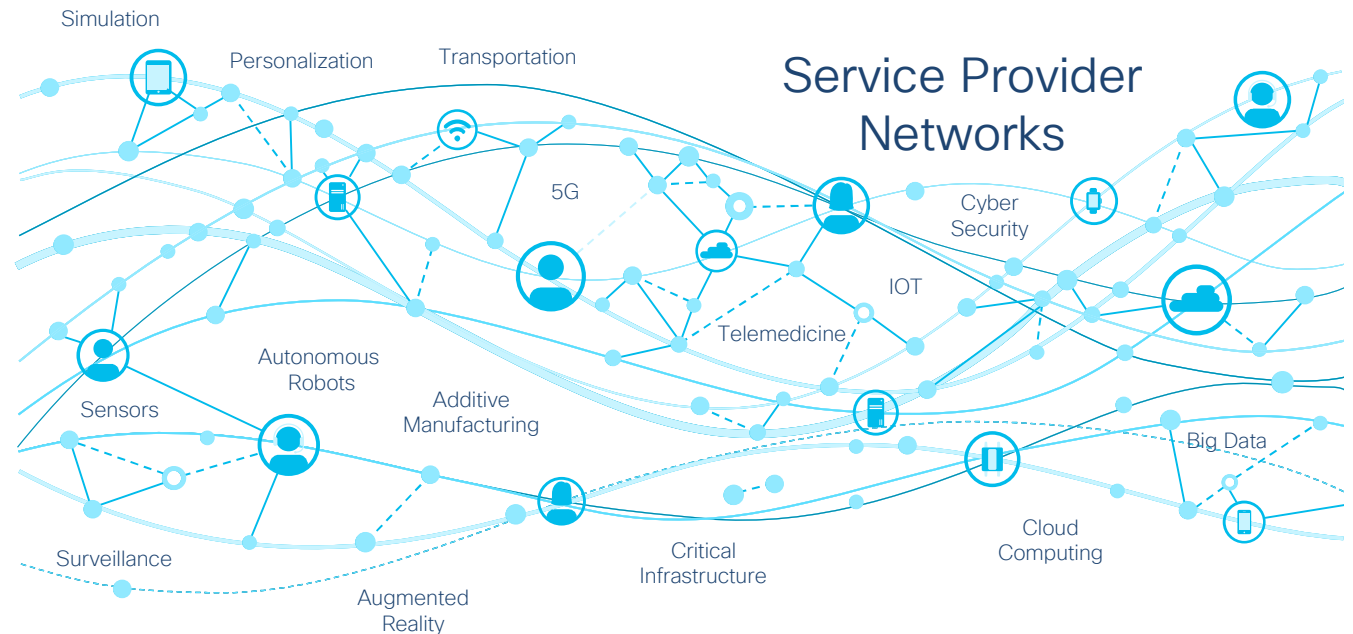 Simulation
Personalization
Transportation
Service Provider
Networks
5G
Cyber
Security
IOT
Telemedicine
Autonomous
Robots
Sensors
Additive
Manufacturing
Big Data
Surveillance
Critical
Infrastructure
Cloud
Computing
Augmented
Reality